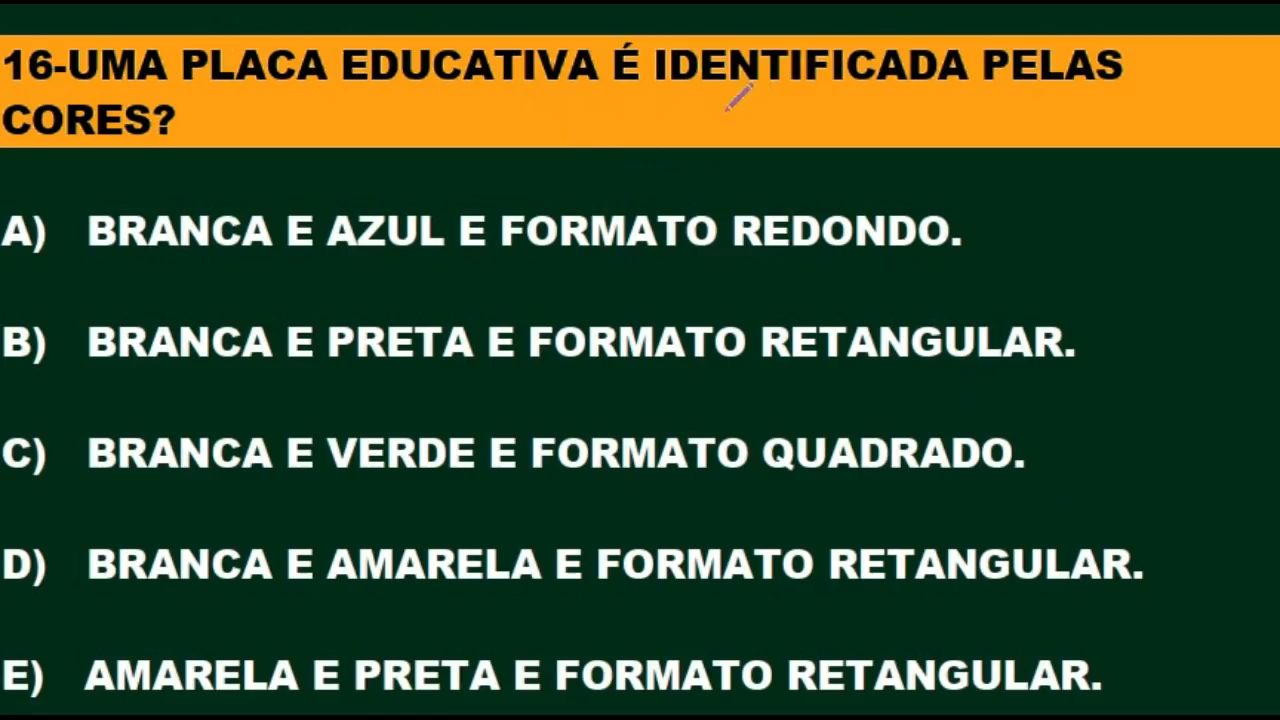 16-UMA PLACA EDUCATIVA É IDENTIFICADA PELAS
CORES?
A) BRANCA E AZUL E FORMATO REDONDO.
B) BRANCA E PRETA E FORMATO RETANGULAR.
C) BRANCA E VERDE E FORMATO QUADRADO.
D) BRANCA E AMARELA E FORMATO RETANGULAR.
E) AMARELA E PRETA E FORMATO RETANGULAR.